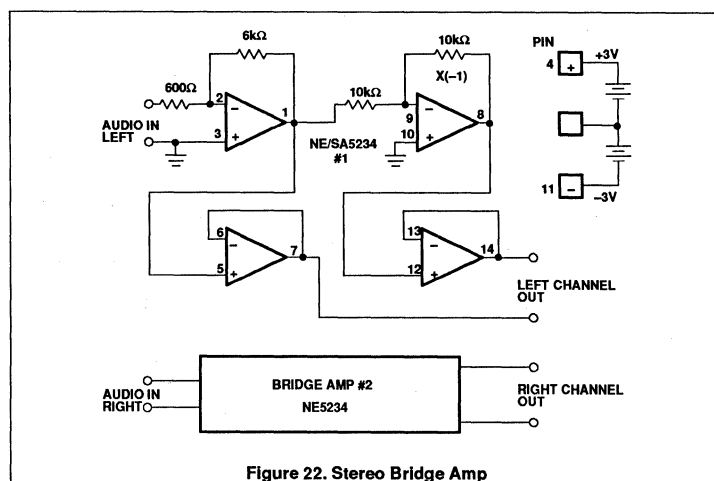 6kΩ
600Ω
2
−
1
3
+
AUDIO IN
LEFT
10kΩ
NE/SA5234
#1
10kΩ
X(−1)
9
−
8
10
+
PIN
4
+
+3V
11
−
−3V
6
−
7
5
+
13
−
14
12
+
LEFT CHANNEL
OUT
AUDIO IN
RIGHT
BRIDGE AMP #2
NE5234
RIGHT CHANNEL
OUT
Figure 22. Stereo Bridge Amp